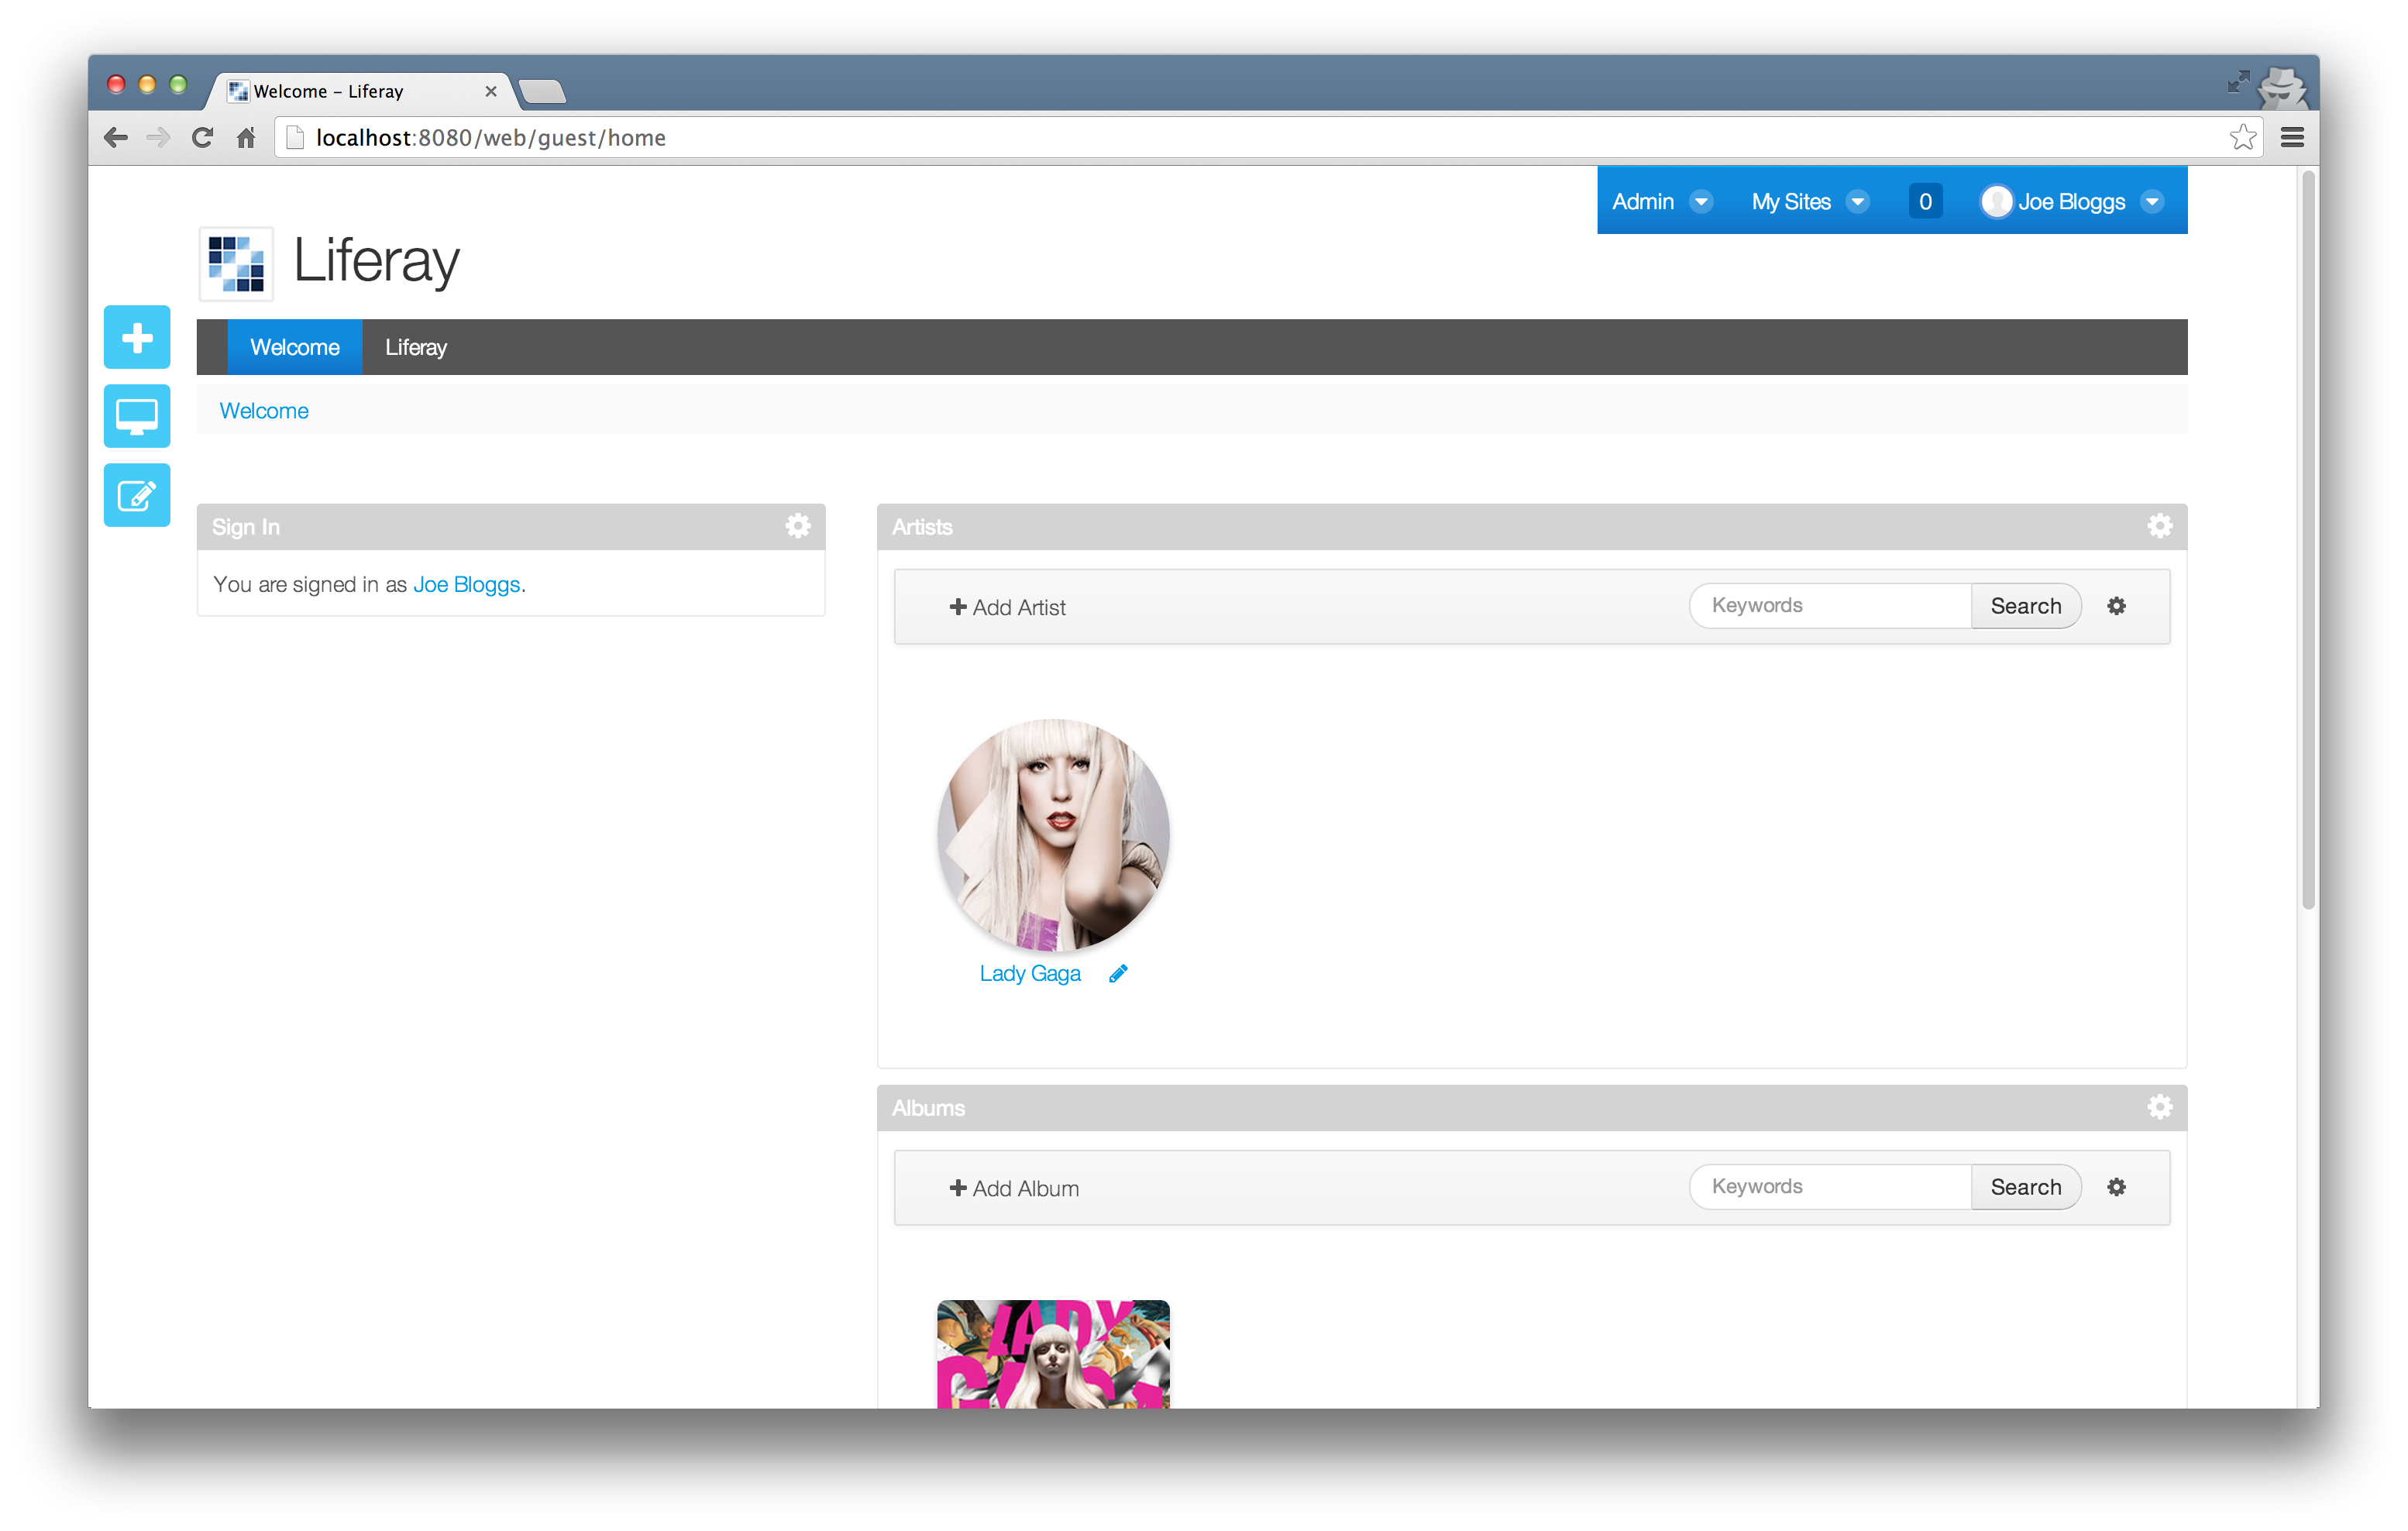 Welcome – Liferay
localhost:8080/web/guest/home
Admin My Sites 0 Joe Bloggs
Liferay
Welcome Liferay
Welcome
Sign In
You are signed in as Joe Bloggs.
Artists
Add Artist Keywords Search
Lady Gaga
Albums
Add Album Keywords Search
LADY
GAGA